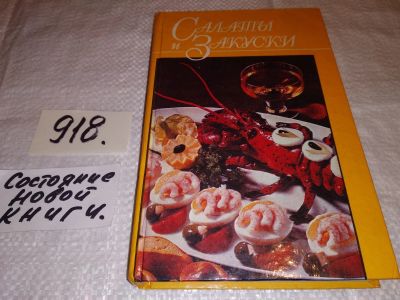 Салаты
и Закуски
918.
Состояние
Новой
книги.